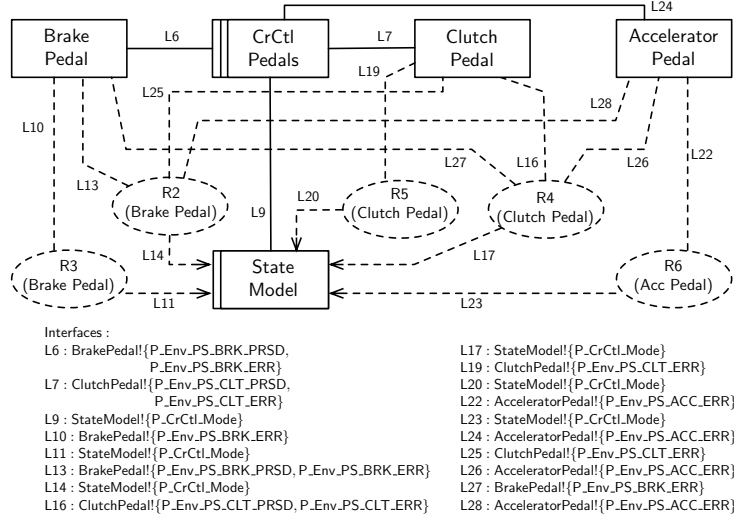 L24
Brake
Pedal
L6
CrCtl
Pedals
L7
Clutch
Pedal
Accelerator
Pedal
L19
L25
L28
L10
L13
L27
L16
L26
L22
R2
(Brake Pedal)
L20
R5
(Clutch Pedal)
R4
(Clutch Pedal)
L9
L14
L17
R3
(Brake Pedal)
State
Model
R6
(Acc Pedal)
L11
L23
Interfaces :
L6 : BrakePedal!{P_Env_PS_BRK_PRSD,
P_Env_PS_BRK_ERR}
L7 : ClutchPedal!{P_Env_PS_CLT_PRSD,
P_Env_PS_CLT_ERR}
L9 : StateModel!{P_CrCtl_Mode}
L10 : BrakePedal!{P_Env_PS_BRK_ERR}
L11 : StateModel!{P_CrCtl_Mode}
L13 : BrakePedal!{P_Env_PS_BRK_PRSD, P_Env_PS_BRK_ERR}
L14 : StateModel!{P_CrCtl_Mode}
L16 : ClutchPedal!{P_Env_PS_CLT_PRSD, P_Env_PS_CLT_ERR}
L17 : StateModel!{P_CrCtl_Mode}
L19 : ClutchPedal!{P_Env_PS_CLT_ERR}
L20 : StateModel!{P_CrCtl_Mode}
L22 : AcceleratorPedal!{P_Env_PS_ACC_ERR}
L23 : StateModel!{P_CrCtl_Mode}
L24 : AcceleratorPedal!{P_Env_PS_ACC_ERR}
L25 : ClutchPedal!{P_Env_PS_CLT_ERR}
L26 : AcceleratorPedal!{P_Env_PS_ACC_ERR}
L27 : BrakePedal!{P_Env_PS_BRK_ERR}
L28 : AcceleratorPedal!{P_Env_PS_ACC_ERR}